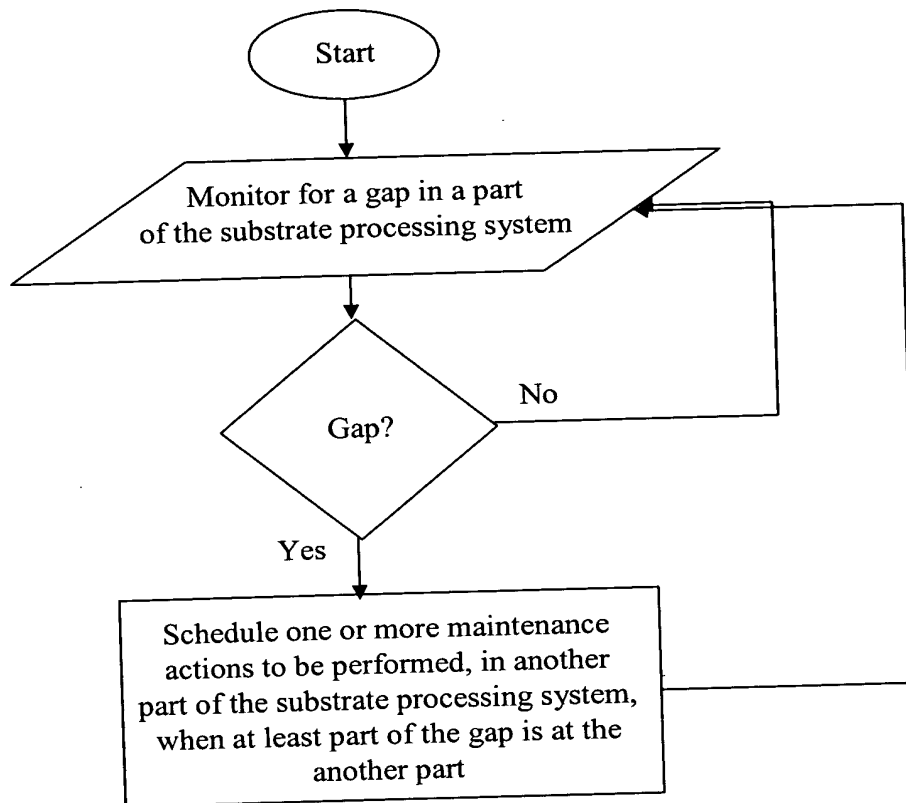 Start
Monitor for a gap in a part
of the substrate processing system
Gap?
No
Yes
Schedule one or more maintenance
actions to be performed, in another
part of the substrate processing system,
when at least part of the gap is at the
another part